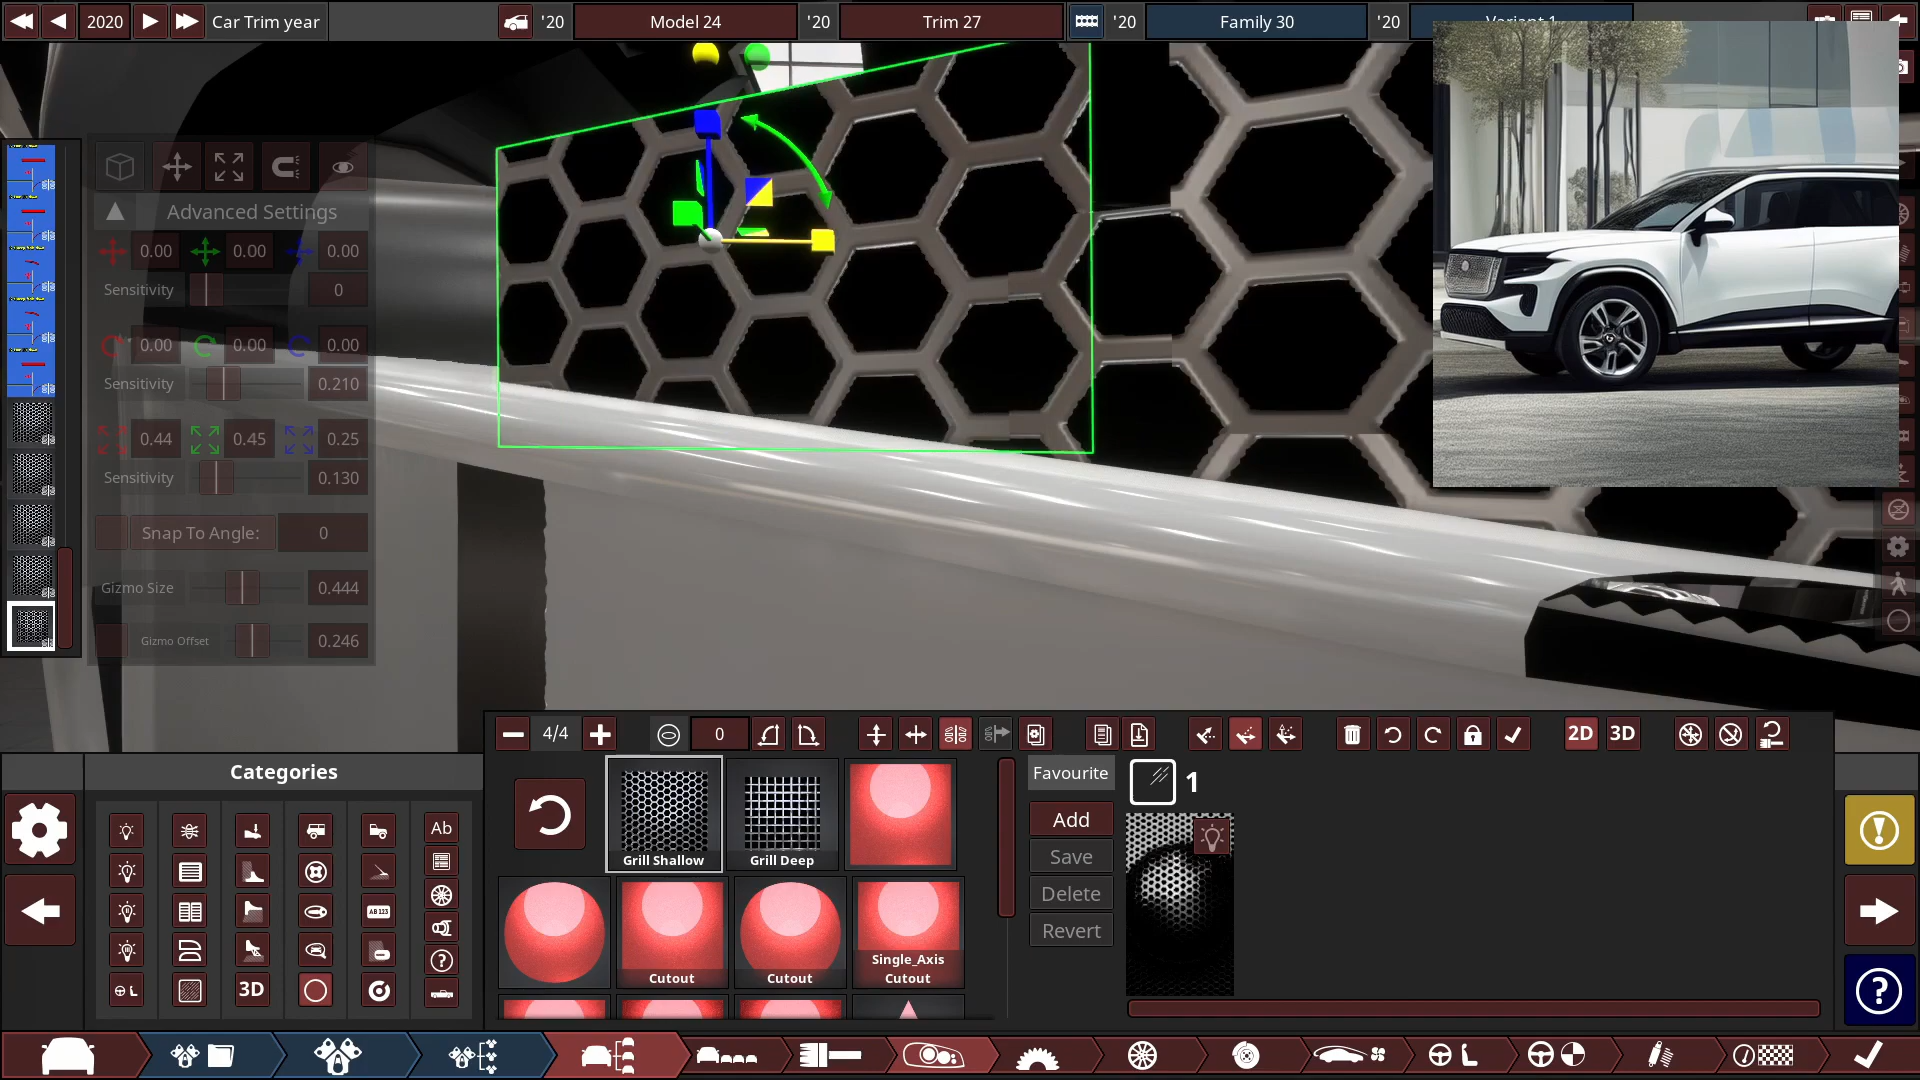 2020 Car Trim year '20 Model 24 '20 Trim 27 '20 Family 30 '20 Variant 1
Advanced Settings
0.00 0.00 0.00
Sensitivity 0
0.00 0.00 0.00
Sensitivity 0.210
0.44 0.45 0.25
Sensitivity 0.130
Snap To Angle: 0
Gizmo Size 0.444
Gizmo Offset 0.246
4/4 0 2D 3D
Categories
Ab
AB 123
3D
Grill Shallow
Grill Deep
Cutout
Cutout
Single_Axis
Cutout
Favourite
1
Add
Save
Delete
Revert